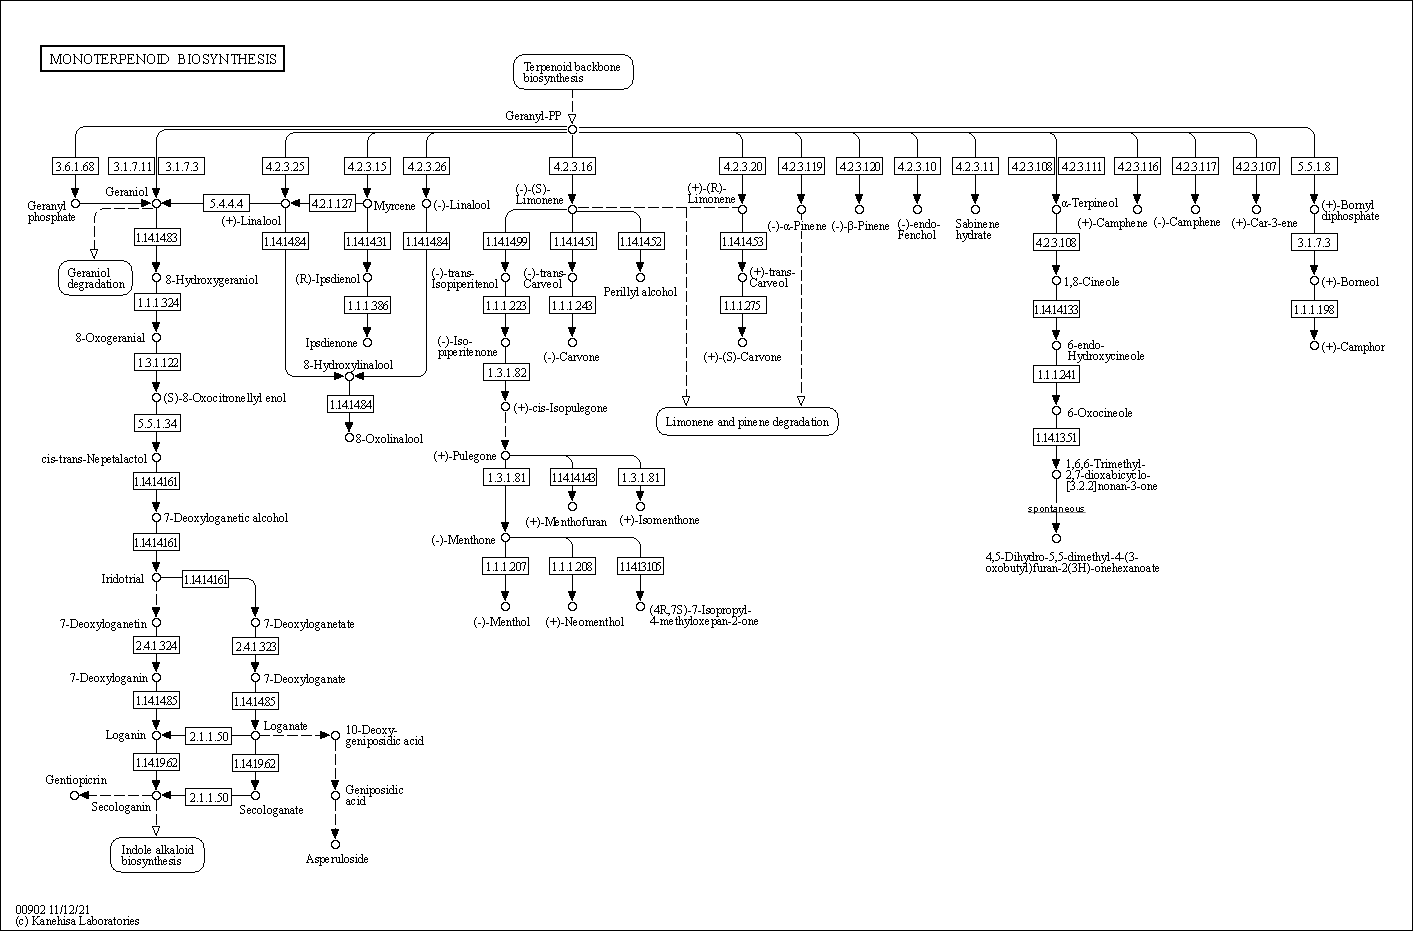 MONOTERPENOID BIOSYNTHESIS
Terpenoid backbone
biosynthesis
Geranyl-PP
3.6.1.68
3.1.7.11
3.1.7.3
4.2.3.25
4.2.3.15
4.2.3.26
4.2.3.16
4.2.3.20
4.2.3.119
4.2.3.120
4.2.3.10
4.2.3.11
4.2.3.108
4.2.3.111
4.2.3.116
4.2.3.117
4.2.3.107
5.5.1.8
Geranyl
phosphate
Geraniol
5.4.4.4
(+)-Linalool
4.2.1.127
Myrcene
(-)-Linalool
(-)-(S)-
Limonene
(+)-(R)-
Limonene
(-)-α-Pinene
(-)-β-Pinene
(-)-endo-
Fenchol
Sabinene
hydrate
α-Terpineol
(+)-Camphene
(-)-Camphene
(+)-Car-3-ene
(+)-Bornyl
diphosphate
1.14.14.83
1.14.14.84
1.14.14.31
1.14.14.84
1.14.14.99
1.14.14.51
1.14.14.52
1.14.14.53
4.2.3.108
3.1.7.3
Geraniol
degradation
8-Hydroxygeraniol
(R)-Ipsdienol
(-)-trans-
Isopiperitenol
(-)-trans-
Carveol
Perillyl alcohol
(+)-trans-
Carveol
1,8-Cineole
(+)-Borneol
1.1.1.324
1.1.1.386
1.1.1.223
1.1.1.243
1.1.1.275
1.14.14.133
1.1.1.198
8-Oxogeranial
Ipsdienone
(-)-Iso-
piperitenone
(-)-Carvone
(+)-(S)-Carvone
6-endo-
Hydroxycineole
(+)-Camphor
1.3.1.122
8-Hydroxylinalool
1.3.1.82
1.1.1.241
(S)-8-Oxocitronellyl enol
1.14.14.84
(+)-cis-Isopulegone
Limonene and pinene degradation
6-Oxocineole
5.5.1.34
8-Oxolinalool
1.14.13.51
cis-trans-Nepetalactol
(+)-Pulegone
1,6,6-Trimethyl-
2,7-dioxabicyclo-
[3.2.2]nonan-3-one
1.14.14.161
1.3.1.81
1.14.14.143
1.3.1.81
7-Deoxyloganetic alcohol
(+)-Menthofuran
(+)-Isomenthone
spontaneous
1.14.14.161
(-)-Menthone
4,5-Dihydro-5,5-dimethyl-4-(3-
oxobutyl)furan-2(3H)-onehexanoate
Iridotrial
1.14.14.161
1.1.1.207
1.1.1.208
1.14.13.105
7-Deoxyloganetin
7-Deoxyloganetate
(-)-Menthol
(+)-Neomenthol
(4R,7S)-7-Isopropyl-
4-methyloxepan-2-one
2.4.1.324
2.4.1.323
7-Deoxyloganin
7-Deoxyloganate
1.14.14.85
1.14.14.85
Loganin
2.1.1.50
Loganate
10-Deoxy-
geniposidic acid
1.14.19.62
1.14.19.62
Gentiopicrin
Secologanin
2.1.1.50
Secologanate
Geniposidic
acid
Indole alkaloid
biosynthesis
Asperuloside
00902 11/12/21
(c) Kanehisa Laboratories